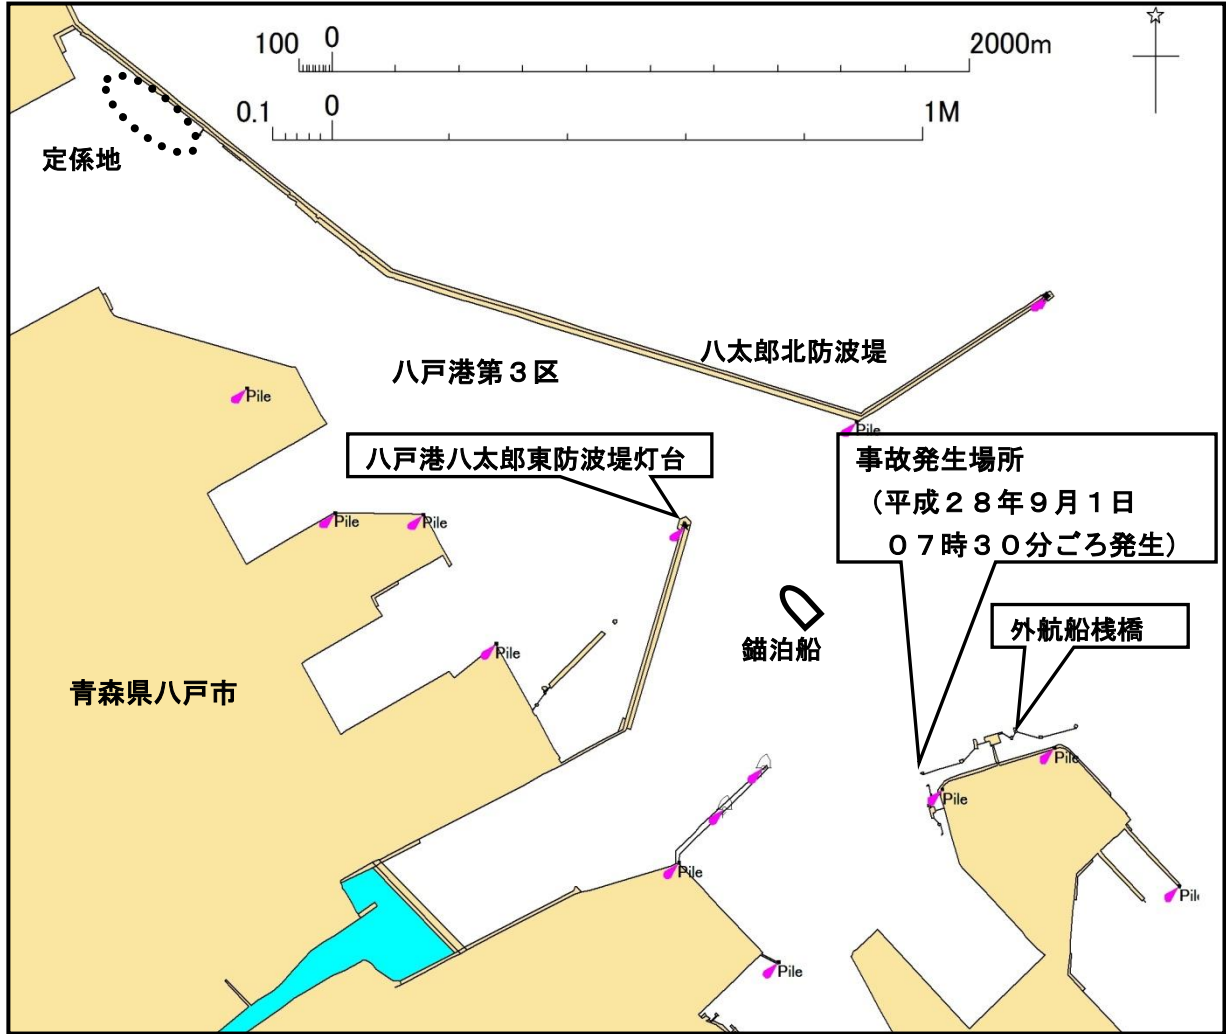 100 0 2000m
0.1 0 1M
定係地
八太郎北防波堤
八戸港第３区
Pile
Pile
八戸港八太郎東防波堤灯台
事故発生場所
（平成２８年９月１日
０７時３０分ごろ発生）
Pile
Pile
外航船桟橋
錨泊船
Pile
青森県八戸市
Pile
Pile
Pile
Pil
Pile